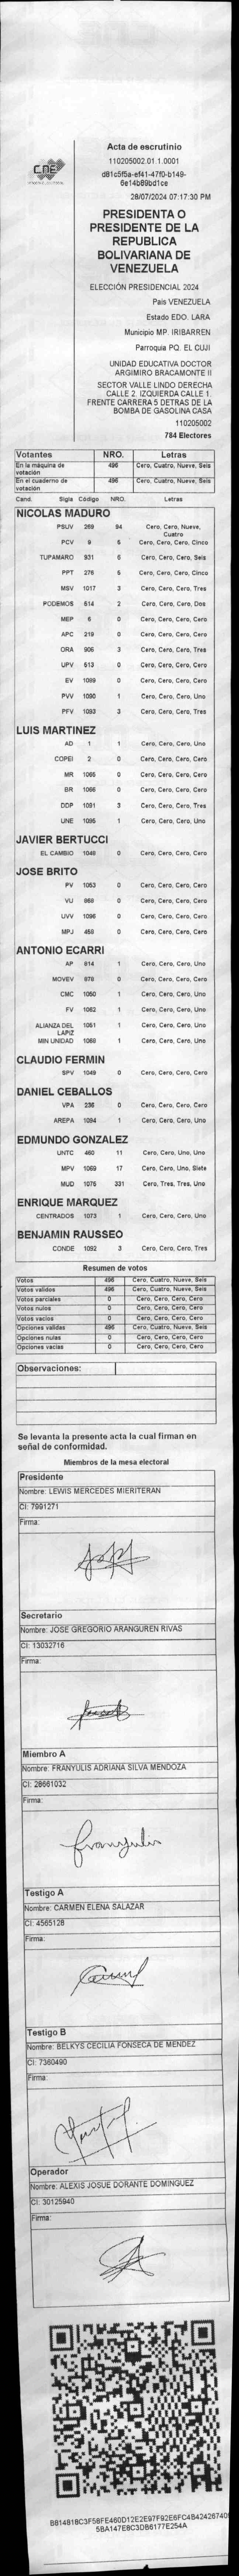 CNE
Acta de escrutinio
110205002.01.1.0001
d81c5f5a-ef41-47f0-b149-
6e14b89bd1ce
28/07/2024 07:17:30 PM
PRESIDENTA O
PRESIDENTE DE LA
REPUBLICA
BOLIVARIANA DE
VENEZUELA
ELECCIÓN PRESIDENCIAL 2024
País VENEZUELA
Estado EDO. LARA
Municipio MP. IRIBARREN
Parroquia PQ. EL CUJI
UNIDAD EDUCATIVA DOCTOR
ARGIMIRO BRACAMONTE II
SECTOR VALLE LINDO DERECHA
CALLE 2. IZQUIERDA CALLE 1.
FRENTE CARRERA 5 DETRAS DE LA
BOMBA DE GASOLINA CASA
110205002
784 Electores
Votantes NRO. Letras
En la máquina de votación 496 Cero, Cuatro, Nueve, Seis
En el cuaderno de votación 496 Cero, Cuatro, Nueve, Seis
Cand. Sigla Código NRO. Letras
NICOLAS MADURO
PSUV 269 94 Cero, Cero, Nueve, Cuatro
PCV 8 5 Cero, Cero, Cero, Cinco
TUPAMARO 931 6 Cero, Cero, Cero, Seis
PPT 276 5 Cero, Cero, Cero, Cinco
MSV 1017 3 Cero, Cero, Cero, Tres
PODEMOS 614 2 Cero, Cero, Cero, Dos
MEP 6 0 Cero, Cero, Cero, Cero
APC 219 0 Cero, Cero, Cero, Cero
ORA 906 3 Cero, Cero, Cero, Tres
UPV 513 0 Cero, Cero, Cero, Cero
EV 1089 0 Cero, Cero, Cero, Cero
PVV 1090 1 Cero, Cero, Cero, Uno
PFV 1093 3 Cero, Cero, Cero, Tres
LUIS MARTINEZ
AD 1 1 Cero, Cero, Cero, Uno
COPEI 2 0 Cero, Cero, Cero, Cero
MR 1065 0 Cero, Cero, Cero, Cero
BR 1066 0 Cero, Cero, Cero, Cero
DDP 1091 3 Cero, Cero, Cero, Tres
UNE 1095 1 Cero, Cero, Cero, Uno
JAVIER BERTUCCI
EL CAMBIO 1048 0 Cero, Cero, Cero, Cero
JOSE BRITO
PV 1053 0 Cero, Cero, Cero, Cero
VU 868 0 Cero, Cero, Cero, Cero
UVV 1096 0 Cero, Cero, Cero, Cero
MPJ 458 0 Cero, Cero, Cero, Cero
ANTONIO ECARRI
AP 814 1 Cero, Cero, Cero, Uno
MOVEV 878 0 Cero, Cero, Cero, Cero
CMC 1050 1 Cero, Cero, Cero, Uno
FV 1062 1 Cero, Cero, Cero, Uno
ALIANZA DEL LAPIZ 1051 1 Cero, Cero, Cero, Uno
MIN UNIDAD 1088 1 Cero, Cero, Cero, Uno
CLAUDIO FERMIN
SPV 1049 0 Cero, Cero, Cero, Cero
DANIEL CEBALLOS
VPA 236 0 Cero, Cero, Cero, Cero
AREPA 1094 1 Cero, Cero, Cero, Uno
EDMUNDO GONZALEZ
UNTC 460 11 Cero, Cero, Uno, Uno
MPV 1069 17 Cero, Cero, Uno, Siete
MUD 1075 331 Cero, Tres, Tres, Uno
ENRIQUE MARQUEZ
CENTRADOS 1073 1 Cero, Cero, Cero, Uno
BENJAMIN RAUSSEO
CONDE 1092 3 Cero, Cero, Cero, Tres
Resumen de votos
Votos 496 Cero, Cuatro, Nueve, Seis
Votos validos 496 Cero, Cuatro, Nueve, Seis
Votos parciales 0 Cero, Cero, Cero, Cero
Votos nulos 0 Cero, Cero, Cero, Cero
Votos vacios 0 Cero, Cero, Cero, Cero
Opciones validas 496 Cero, Cuatro, Nueve, Seis
Opciones nulas 0 Cero, Cero, Cero, Cero
Opciones vacias 0 Cero, Cero, Cero, Cero
Observaciones:
Se levanta la presente acta la cual firman en
señal de conformidad.
Miembros de la mesa electoral
Presidente
Nombre: LEWIS MERCEDES MIERITERAN
CI: 7991271
Firma:
Secretario
Nombre: JOSE GREGORIO ARANGUREN RIVAS
CI: 13032716
Firma:
Miembro A
Nombre: FRANYULIS ADRIANA SILVA MENDOZA
CI: 28661032
Firma:
Franyulis
Testigo A
Nombre: CARMEN ELENA SALAZAR
CI: 4565128
Firma:
Testigo B
Nombre: BELKYS CECILIA FONSECA DE MENDEZ
CI: 7360490
Firma:
Operador
Nombre: ALEXIS JOSUE DORANTE DOMINGUEZ
CI: 30125940
Firma:
B814818C3F58FE460D12E2E97F92E6FC4B42426740
5BA147E8C3DB6177E254A